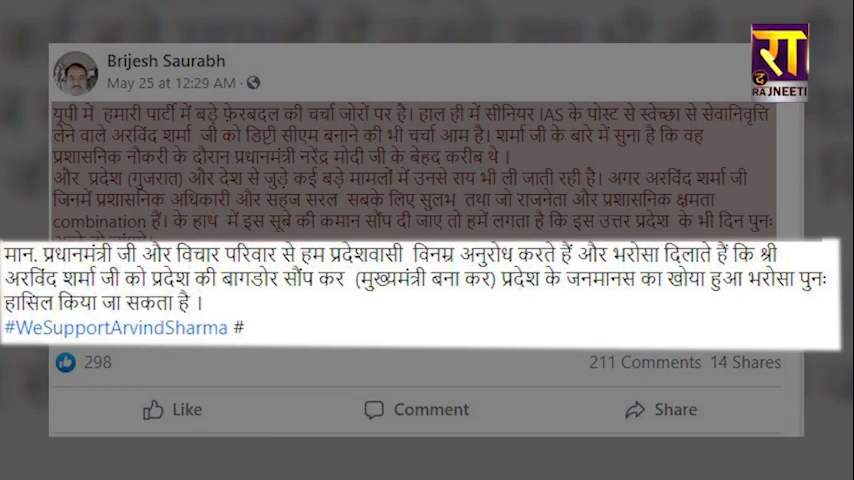 रा
द
RAJNEETI
Brijesh Saurabh
May 25 at 12:29 AM ·
यूपी में हमारी पार्टी में बड़े फ़ेरबदल की चर्चा जोरों पर है। हाल ही में सीनियर IAS के पोस्ट से स्वेच्छा से सेवानिवृत्ति
लेने वाले अरविंद शर्मा जी को डिप्टी सीएम बनाने की भी चर्चा आम है। शर्मा जी के बारे में सुना है कि वह
प्रशासनिक नौकरी के दौरान प्रधानमंत्री नरेंद्र मोदी जी के बेहद करीब थे ।
और प्रदेश (गुजरात) और देश से जुड़े कई बड़े मामलों में उनसे राय भी ली जाती रही है। अगर अरविंद शर्मा जी
जिनमें प्रशासनिक अधिकारी और सहज सरल सबके लिए सुलभ तथा जो राजनेता और प्रशासनिक क्षमता
combination हैं। के हाथ में इस सूबे की कमान सौंप दी जाए तो हमें लगता है कि इस उत्तर प्रदेश के भी दिन पुनः
मान. प्रधानमंत्री जी और विचार परिवार से हम प्रदेशवासी विनम्र अनुरोध करते हैं और भरोसा दिलाते हैं कि श्री
अरविंद शर्मा जी को प्रदेश की बागडोर सौंप कर (मुख्यमंत्री बना कर) प्रदेश के जनमानस का खोया हुआ भरोसा पुनः
हासिल किया जा सकता है ।
#WeSupportArvindSharma #
298
211 Comments 14 Shares
Like
Comment
Share